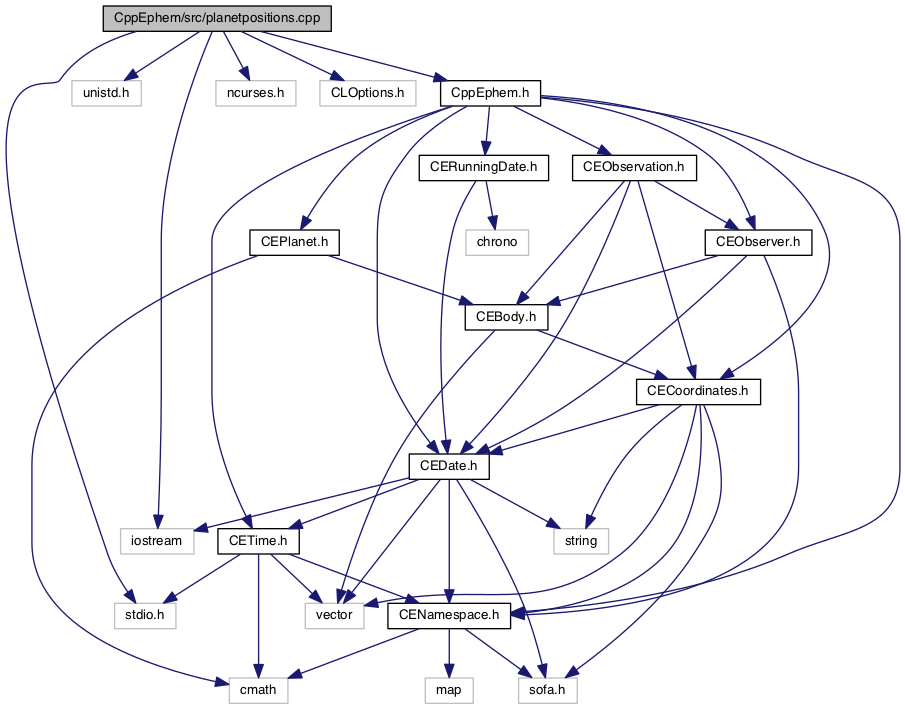 CppEphem/src/planetpositions.cpp
unistd.h
ncurses.h
CLOptions.h
CppEphem.h
CERunningDate.h
CEObservation.h
CEPlanet.h
chrono
CEObserver.h
CEBody.h
CECoordinates.h
CEDate.h
iostream
CETime.h
string
stdio.h
vector
CENamespace.h
cmath
map
sofa.h